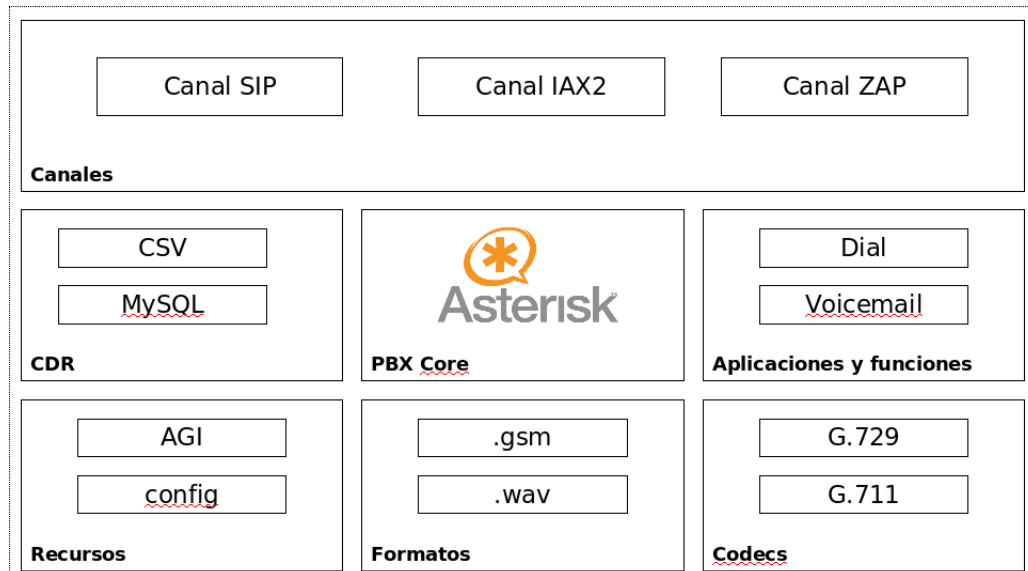 Canal SIP
Canal IAX2
Canal ZAP
Canales
CSV
MySQL
CDR
Asterisk
PBX Core
Dial
Voicemail
Aplicaciones y funciones
AGI
config
Recursos
.gsm
.wav
Formatos
G.729
G.711
Codecs